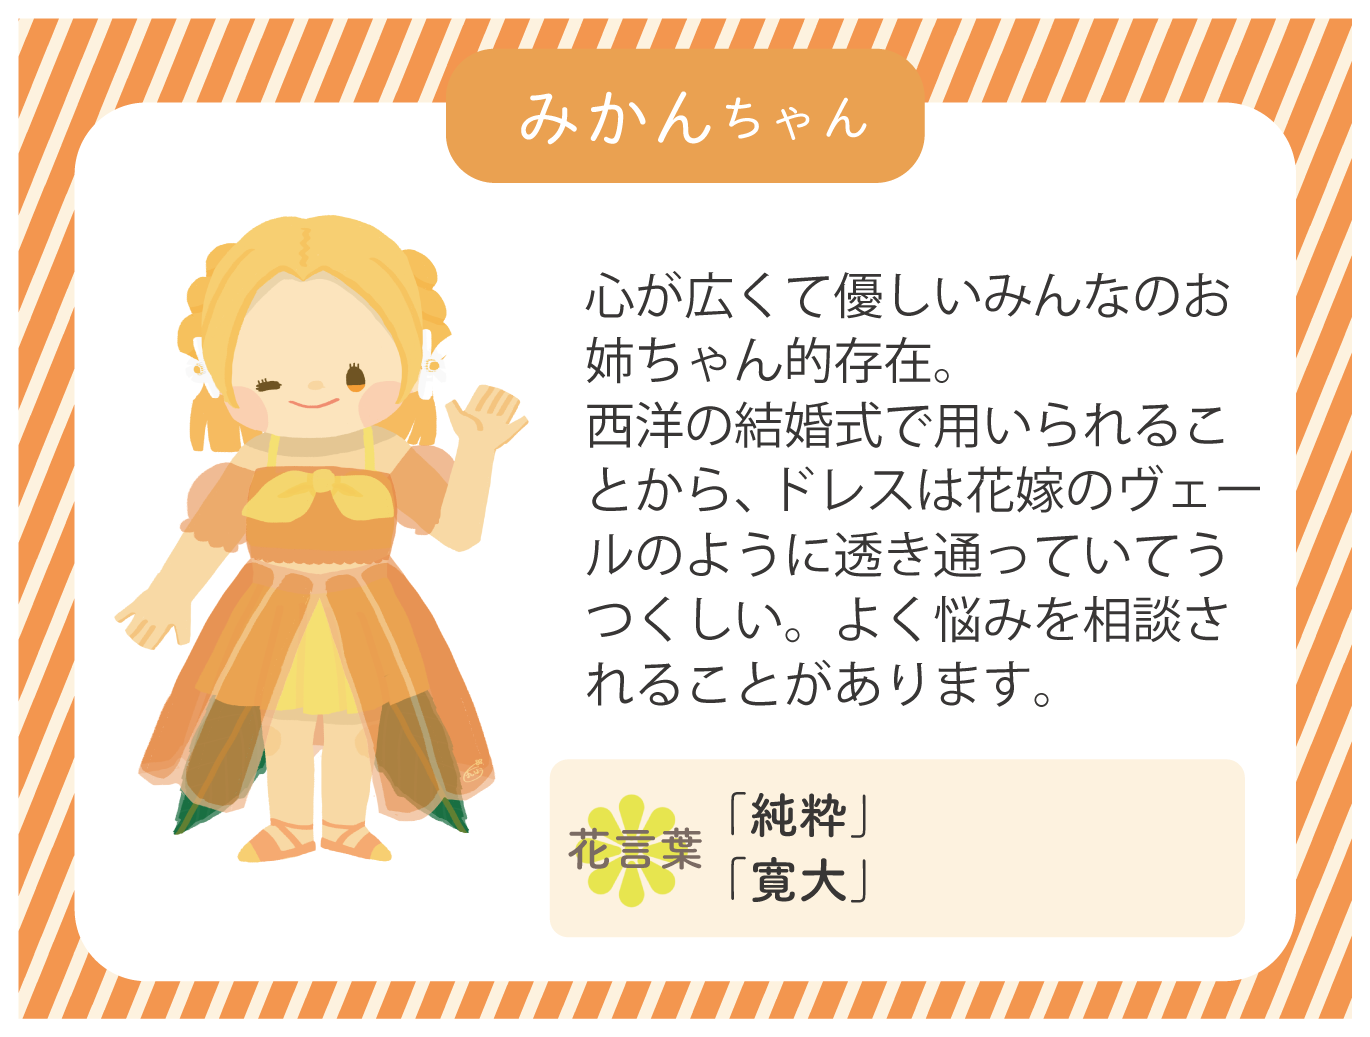 みかんちゃん
心が広くて優しいみんなのお
姉ちゃん的存在。
西洋の結婚式で用いられるこ
とから、ドレスは花嫁のヴェー
ルのように透き通っていてう
つくしい。よく悩みを相談さ
れることがあります。
花言葉
「純粋」
「寛大」